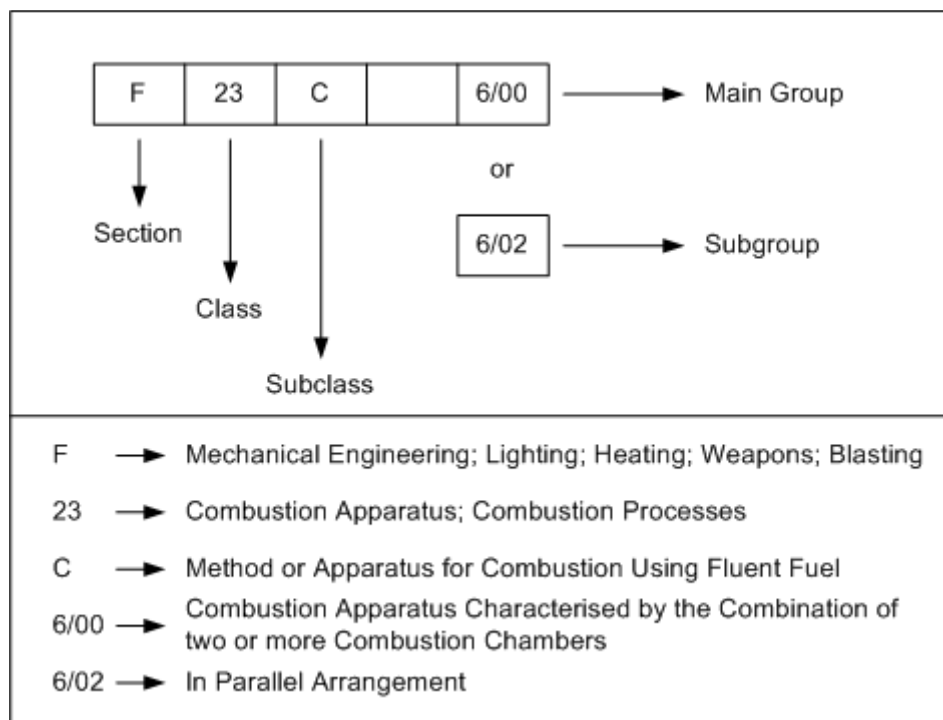 F 23 C 6/00 Main Group
or
Section 6/02 Subgroup
Class
Subclass
F Mechanical Engineering; Lighting; Heating; Weapons; Blasting
23 Combustion Apparatus; Combustion Processes
C Method or Apparatus for Combustion Using Fluent Fuel
6/00 Combustion Apparatus Characterised by the Combination of
two or more Combustion Chambers
6/02 In Parallel Arrangement